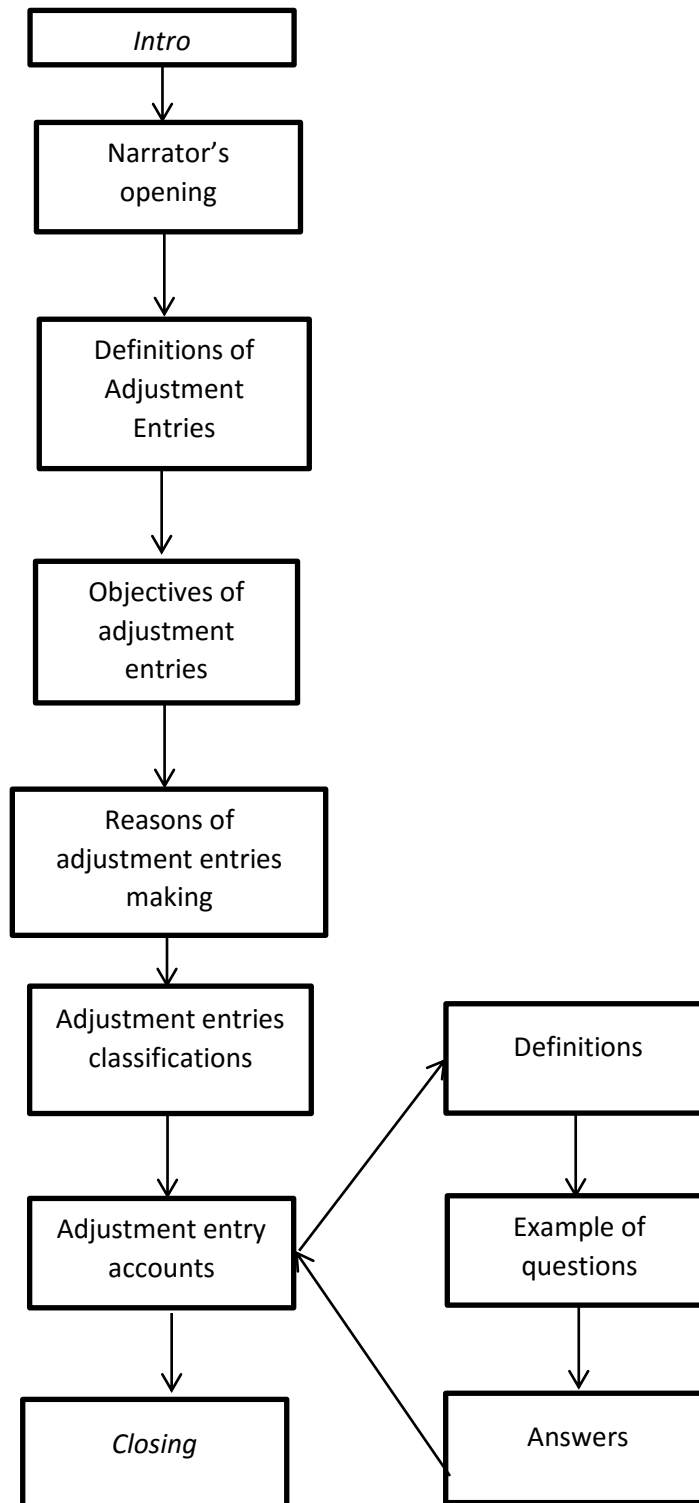 Intro
Narrator’s
opening
Definitions of
Adjustment
Entries
Objectives of
adjustment
entries
Reasons of
adjustment entries
making
Adjustment entries
classifications
Adjustment entry
accounts
Closing
Definitions
Example of
questions
Answers